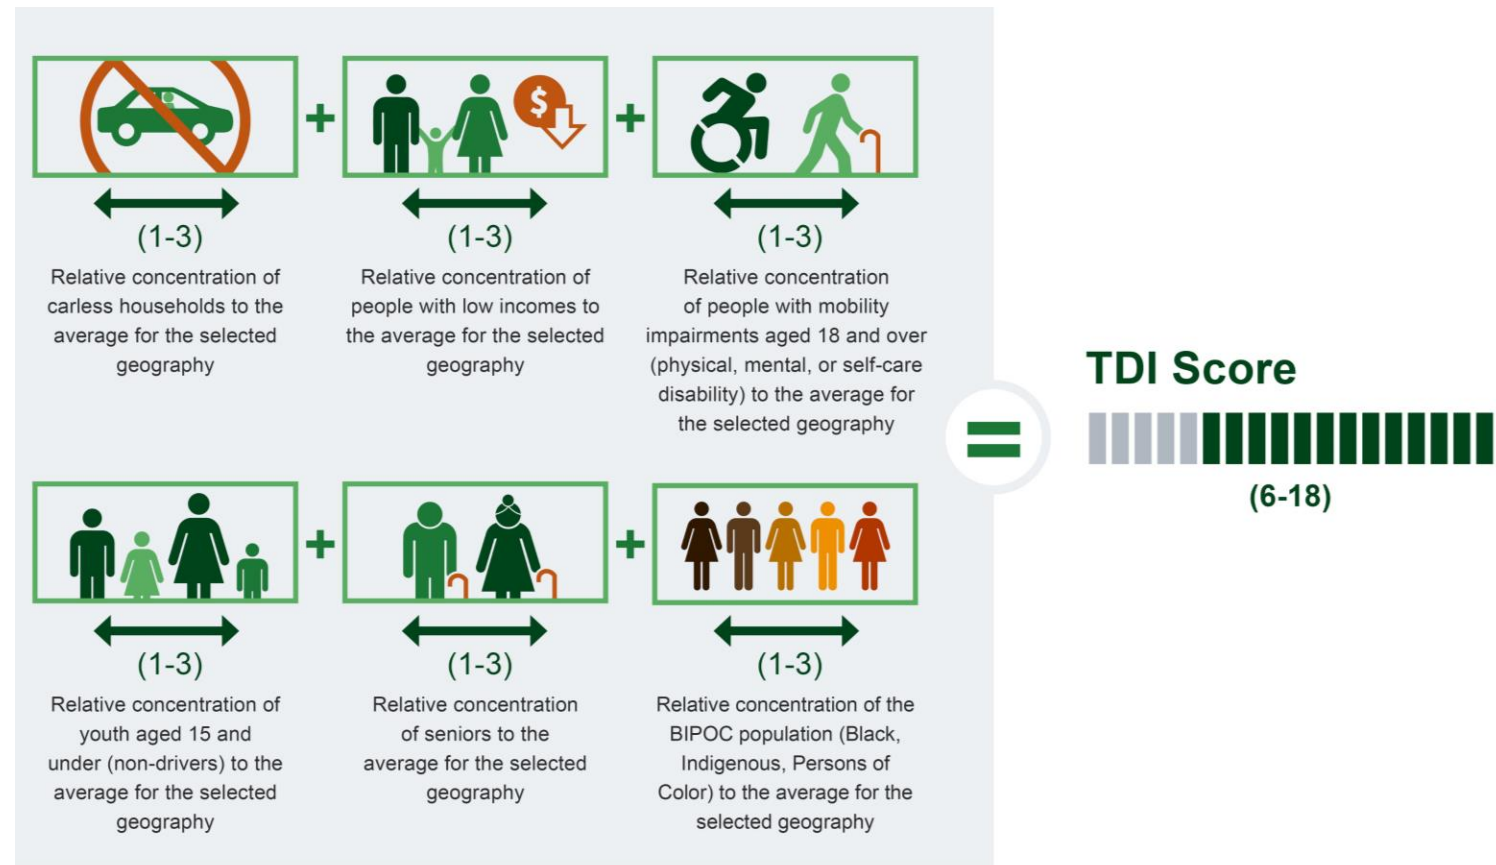 $
+
+
(1-3)
Relative concentration of
carless households to the
average for the selected
geography
(1-3)
Relative concentration of
people with low incomes to
the average for the selected
geography
(1-3)
Relative concentration
of people with mobility
impairments aged 18 and over
(physical, mental, or self-care
disability) to the average for
the selected geography
+
+
(1-3)
Relative concentration of
youth aged 15 and
under (non-drivers) to the
average for the selected
geography
(1-3)
Relative concentration
of seniors to the
average for the selected
geography
(1-3)
Relative concentration of the
BIPOC population (Black,
Indigenous, Persons of
Color) to the average for the
selected geography
=
TDI Score
(6-18)